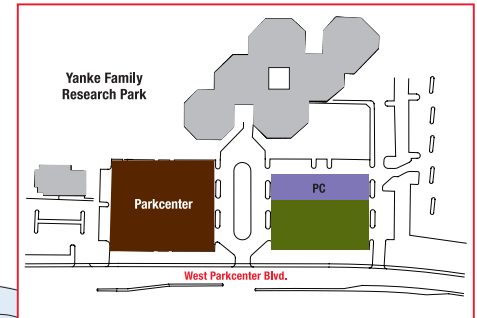 Yanke Family
Research Park
Parkcenter
PC
West Parkcenter Blvd.